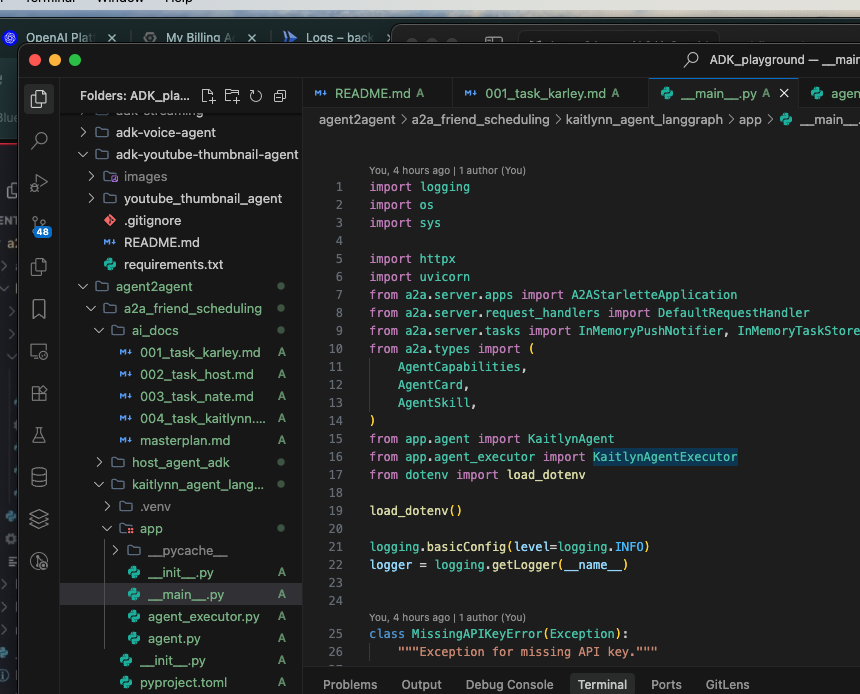 Terminal Window Help
OpenAI Plat
My Billing A
Logs – back
ADK_playground — __main
Folders: ADK_pla...
adk-streaming
adk-voice-agent
adk-youtube-thumbnail-agent
images
youtube_thumbnail_agent
.gitignore
README.md
requirements.txt
agent2agent
a2a_friend_scheduling
ai_docs
001_task_karley.md A
002_task_host.md A
003_task_nate.md A
004_task_kaitlynn.... A
masterplan.md A
host_agent_adk
kaitlynn_agent_lang...
.venv
app
__pycache__
__init__.py A
__main__.py A
agent_executor.py A
agent.py A
__init__.py A
pyproject.toml A
48
README.md A
001_task_karley.md A
__main__.py A
agen
agent2agent > a2a_friend_scheduling > kaitlynn_agent_langgraph > app > __main__.
You, 4 hours ago | 1 author (You)
1 import logging
2 import os
3 import sys
4
5 import httpx
6 import uvicorn
7 from a2a.server.apps import A2AStarletteApplication
8 from a2a.server.request_handlers import DefaultRequestHandler
9 from a2a.server.tasks import InMemoryPushNotifier, InMemoryTaskStore
10 from a2a.types import (
11 AgentCapabilities,
12 AgentCard,
13 AgentSkill,
14 )
15 from app.agent import KaitlynAgent
16 from app.agent_executor import KaitlynAgentExecutor
17 from dotenv import load_dotenv
18
19 load_dotenv()
20
21 logging.basicConfig(level=logging.INFO)
22 logger = logging.getLogger(__name__)
23
24
You, 4 hours ago | 1 author (You)
25 class MissingAPIKeyError(Exception):
26 """Exception for missing API key."""
Problems Output Debug Console Terminal Ports GitLens